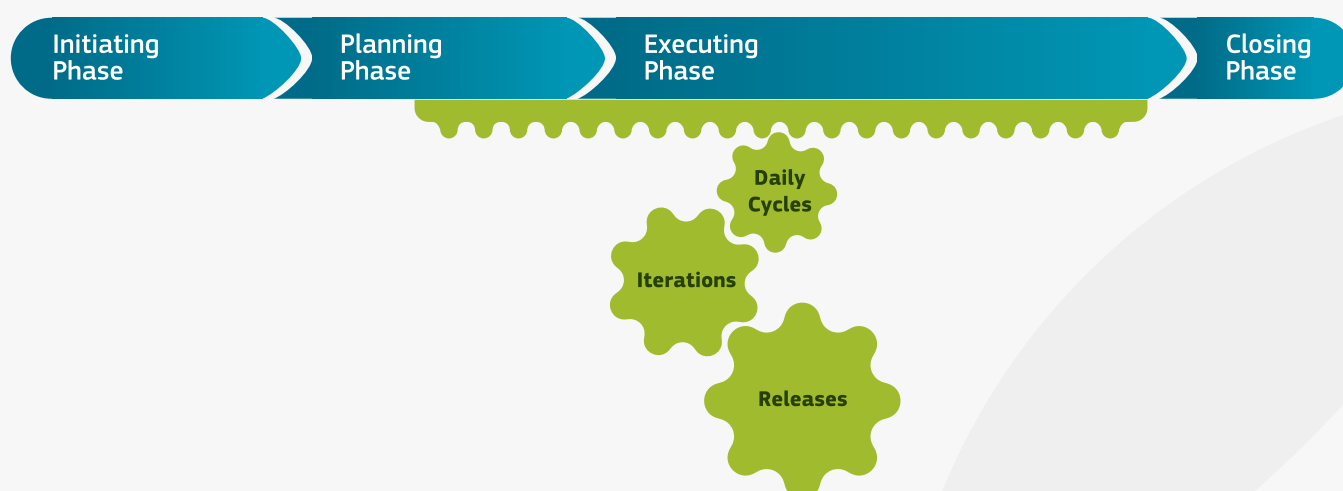 Initiating
Phase
Planning
Phase
Executing
Phase
Closing
Phase
Daily
Cycles
Iterations
Releases